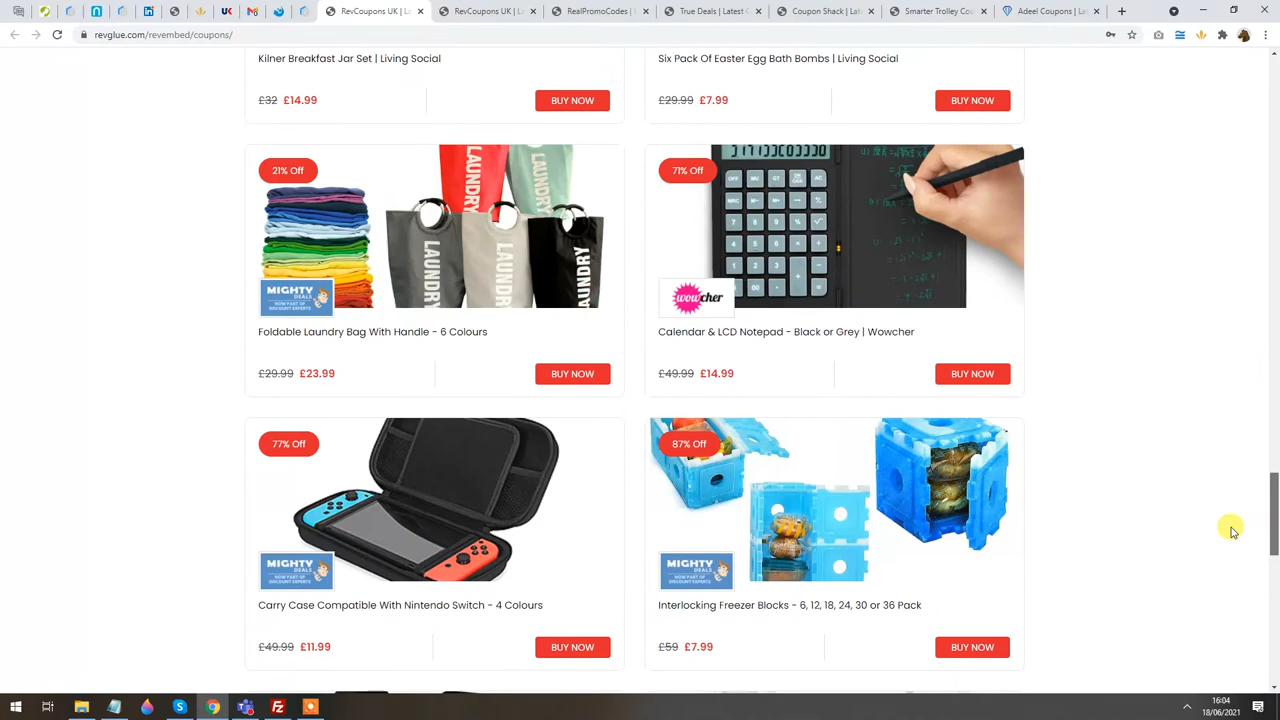 RevCoupons UK | L
RevCoupons UK | L
RealPromoCodes |
True Deals | Latest C
Coupon Shack | Lat
Smarter Trolley Cou
Adeel Coupons | La
revglue.com/revembed/coupons/
Kilner Breakfast Jar Set | Living Social
Six Pack Of Easter Egg Bath Bombs | Living Social
£32 £14.99
BUY NOW
£29.99 £7.99
BUY NOW
21% Off
LAUNDRY
LAUNDRY
LAUNDRY
LAUNDRY
LAUNDRY
MIGHTY
DEALS
NOW PART OF
DISCOUNT EXPERTS
71% Off
wowcher
Foldable Laundry Bag With Handle - 6 Colours
Calendar & LCD Notepad - Black or Grey | Wowcher
£29.99 £23.99
BUY NOW
£49.99 £14.99
BUY NOW
77% Off
MIGHTY
DEALS
NOW PART OF
DISCOUNT EXPERTS
87% Off
MIGHTY
DEALS
NOW PART OF
DISCOUNT EXPERTS
Carry Case Compatible With Nintendo Switch - 4 Colours
Interlocking Freezer Blocks - 6, 12, 18, 24, 30 or 36 Pack
£49.99 £11.99
BUY NOW
£59 £7.99
BUY NOW
16:04
18/06/2021